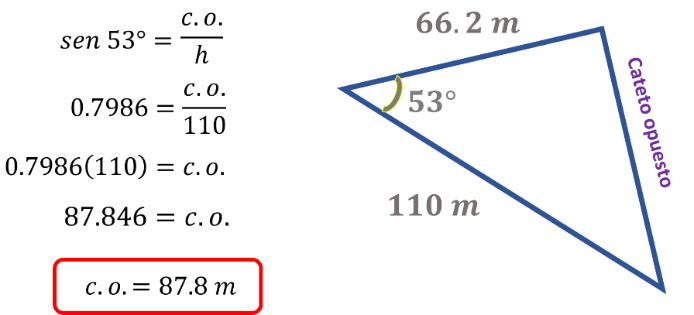 sen 53° = c.o./h
0.7986 = c.o./110
0.7986(110) = c.o.
87.846 = c.o.
c.o.= 87.8 m
66.2 m
53°
110 m
Cateto opuesto